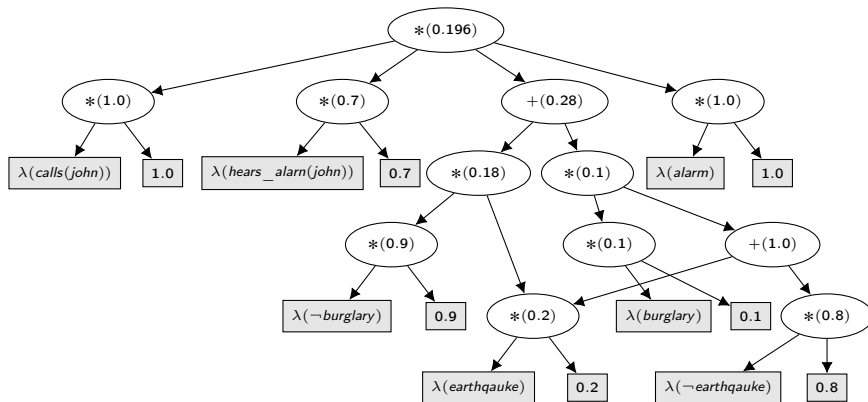 *(0.196)
*(1.0) *(0.7) +(0.28) *(1.0)
λ(calls(john)) 1.0 λ(hears_alarn(john)) 0.7 *(0.18) *(0.1) λ(alarm) 1.0
*(0.9) *(0.1) +(1.0)
λ(¬burglary) 0.9 *(0.2) λ(burglary) 0.1 *(0.8)
λ(earthqauke) 0.2 λ(¬earthqauke) 0.8